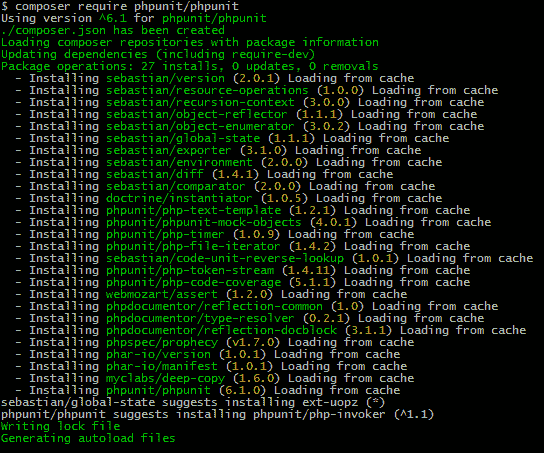 $ composer require phpunit/phpunit
Using version ^6.1 for phpunit/phpunit
./composer.json has been created
Loading composer repositories with package information
Updating dependencies (including require-dev)
Package operations: 27 installs, 0 updates, 0 removals
  - Installing sebastian/version (2.0.1) Loading from cache
  - Installing sebastian/resource-operations (1.0.0) Loading from cache
  - Installing sebastian/recursion-context (3.0.0) Loading from cache
  - Installing sebastian/object-reflector (1.1.1) Loading from cache
  - Installing sebastian/object-enumerator (3.0.2) Loading from cache
  - Installing sebastian/global-state (1.1.1) Loading from cache
  - Installing sebastian/exporter (3.1.0) Loading from cache
  - Installing sebastian/environment (2.0.0) Loading from cache
  - Installing sebastian/diff (1.4.1) Loading from cache
  - Installing sebastian/comparator (2.0.0) Loading from cache
  - Installing doctrine/instantiator (1.0.5) Loading from cache
  - Installing phpunit/php-text-template (1.2.1) Loading from cache
  - Installing phpunit/phpunit-mock-objects (4.0.1) Loading from cache
  - Installing phpunit/php-timer (1.0.9) Loading from cache
  - Installing phpunit/php-file-iterator (1.4.2) Loading from cache
  - Installing sebastian/code-unit-reverse-lookup (1.0.1) Loading from cache
  - Installing phpunit/php-token-stream (1.4.11) Loading from cache
  - Installing phpunit/php-code-coverage (5.1.1) Loading from cache
  - Installing webmozart/assert (1.2.0) Loading from cache
  - Installing phpdocumentor/reflection-common (1.0) Loading from cache
  - Installing phpdocumentor/type-resolver (0.2.1) Loading from cache
  - Installing phpdocumentor/reflection-docblock (3.1.1) Loading from cache
  - Installing phpspec/prophecy (v1.7.0) Loading from cache
  - Installing phar-io/version (1.0.1) Loading from cache
  - Installing phar-io/manifest (1.0.1) Loading from cache
  - Installing myclabs/deep-copy (1.6.0) Loading from cache
  - Installing phpunit/phpunit (6.1.0) Loading from cache
sebastian/global-state suggests installing ext-uopz (*)
phpunit/phpunit suggests installing phpunit/php-invoker (^1.1)
Writing lock file
Generating autoload files